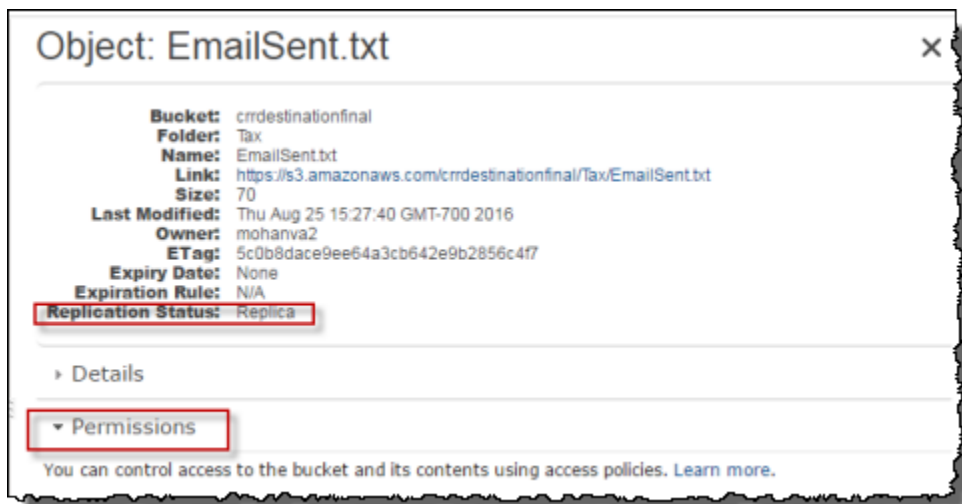 Object: EmailSent.txt
Bucket: crrdestinationfinal
Folder: Tax
Name: EmailSent.txt
Link: https://s3.amazonaws.com/crrdestinationfinal/Tax/EmailSent.txt
Size: 70
Last Modified: Thu Aug 25 15:27:40 GMT-700 2016
Owner: mohanva2
ETag: 5c0b8dace9ee64a3cb642e9b2856c4f7
Expiry Date: None
Expiration Rule: N/A
Replication Status: Replica
Details
Permissions
You can control access to the bucket and its contents using access policies. Learn more.